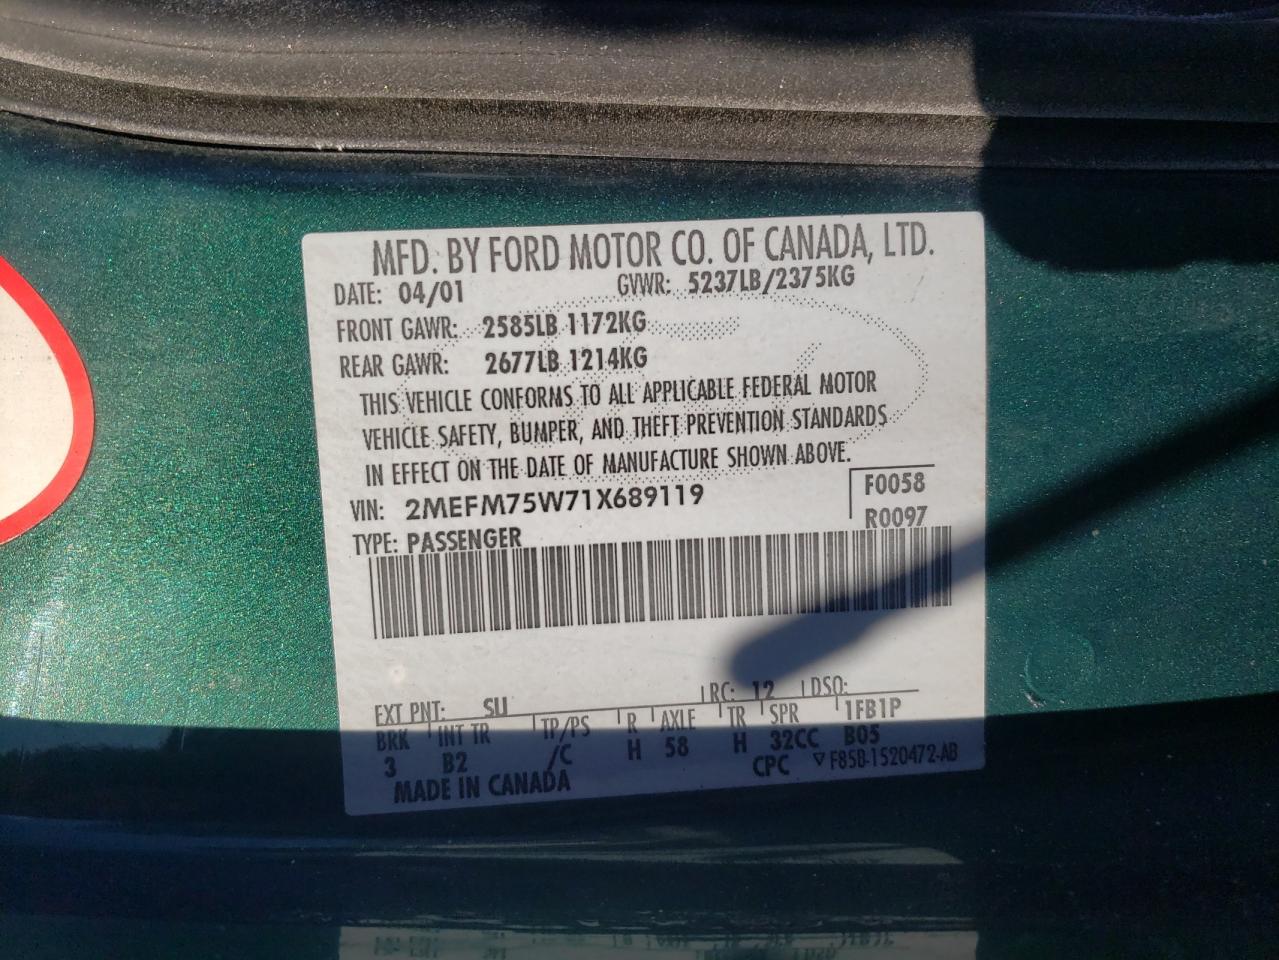 MFD. BY FORD MOTOR CO. OF CANADA, LTD.
DATE: 04/01 GVWR: 5237LB/2375KG
FRONT GAWR: 2585LB 1172KG
REAR GAWR: 2677LB 1214KG
THIS VEHICLE CONFORMS TO ALL APPLICABLE FEDERAL MOTOR
VEHICLE SAFETY, BUMPER, AND THEFT PREVENTION STANDARDS
IN EFFECT ON THE DATE OF MANUFACTURE SHOWN ABOVE.
VIN: 2MEFM75W71X689119 F0058
TYPE: PASSENGER R0097
EXT PNT: SU RC: 12 DSO:
BRK INT TR TP/PS R AXLE TR SPR 1FB1P
3 B2 /C H 58 H 32CC B05
MADE IN CANADA CPC ▽ F85B-1520472-AB